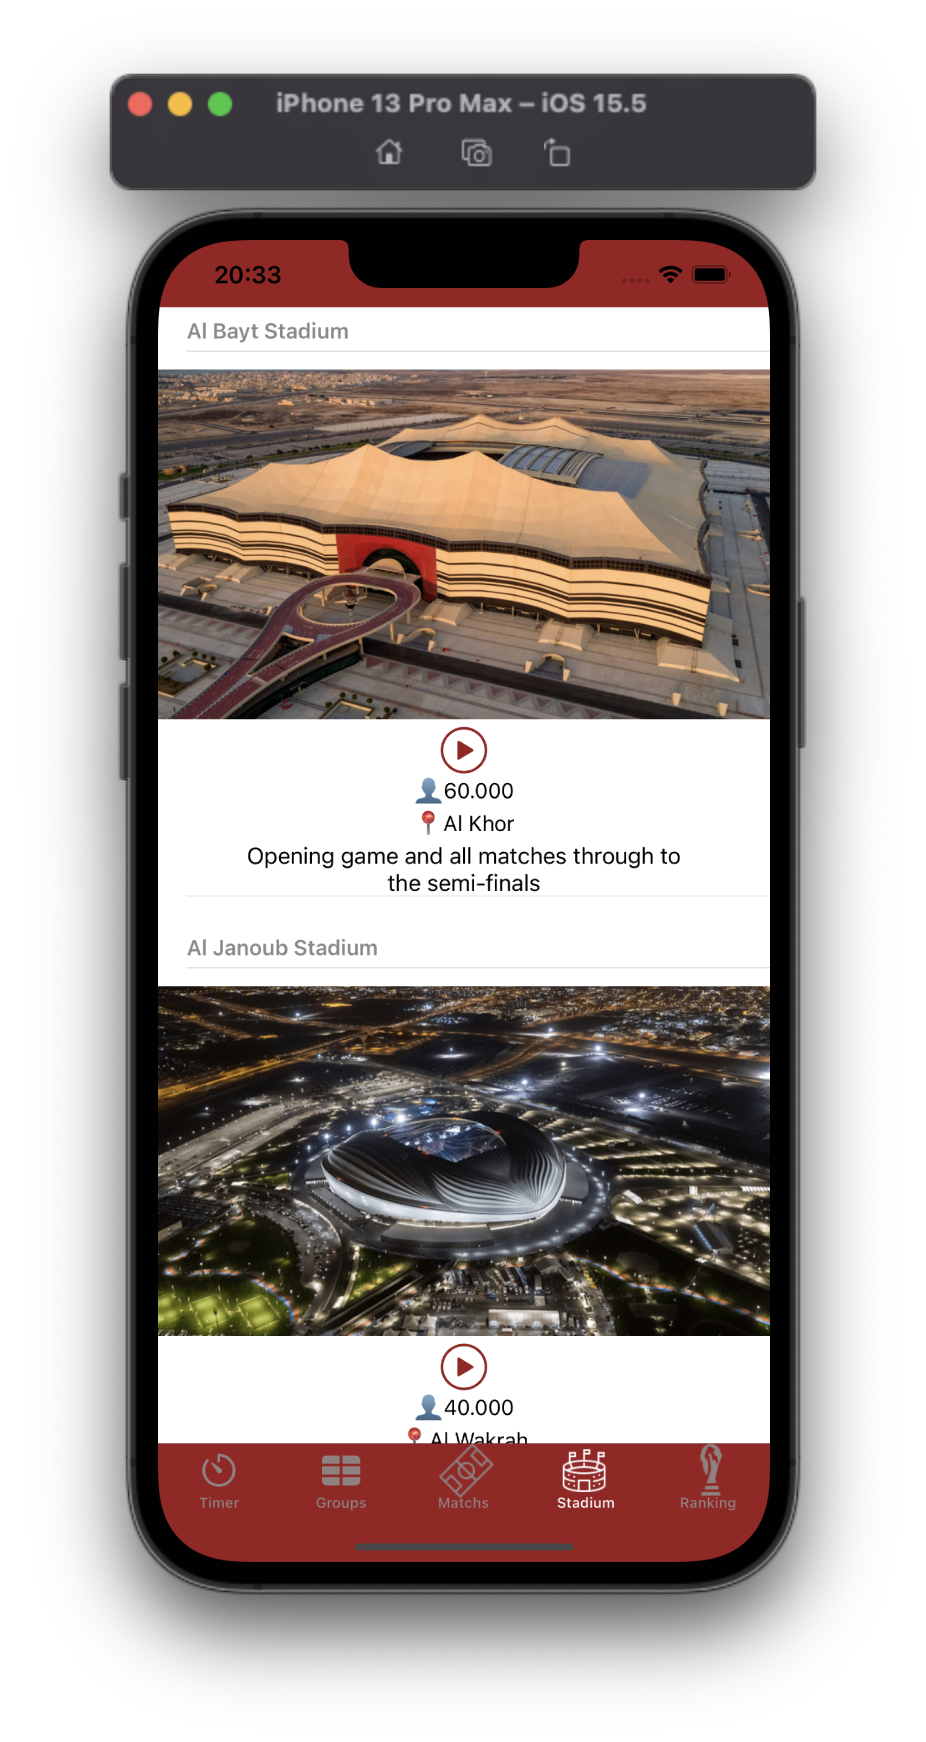 iPhone 13 Pro Max – iOS 15.5
20:33
Al Bayt Stadium
60.000
Al Khor
Opening game and all matches through to
the semi-finals
Al Janoub Stadium
40.000
Al Wakrah
Timer
Groups
Matchs
Stadium
Ranking